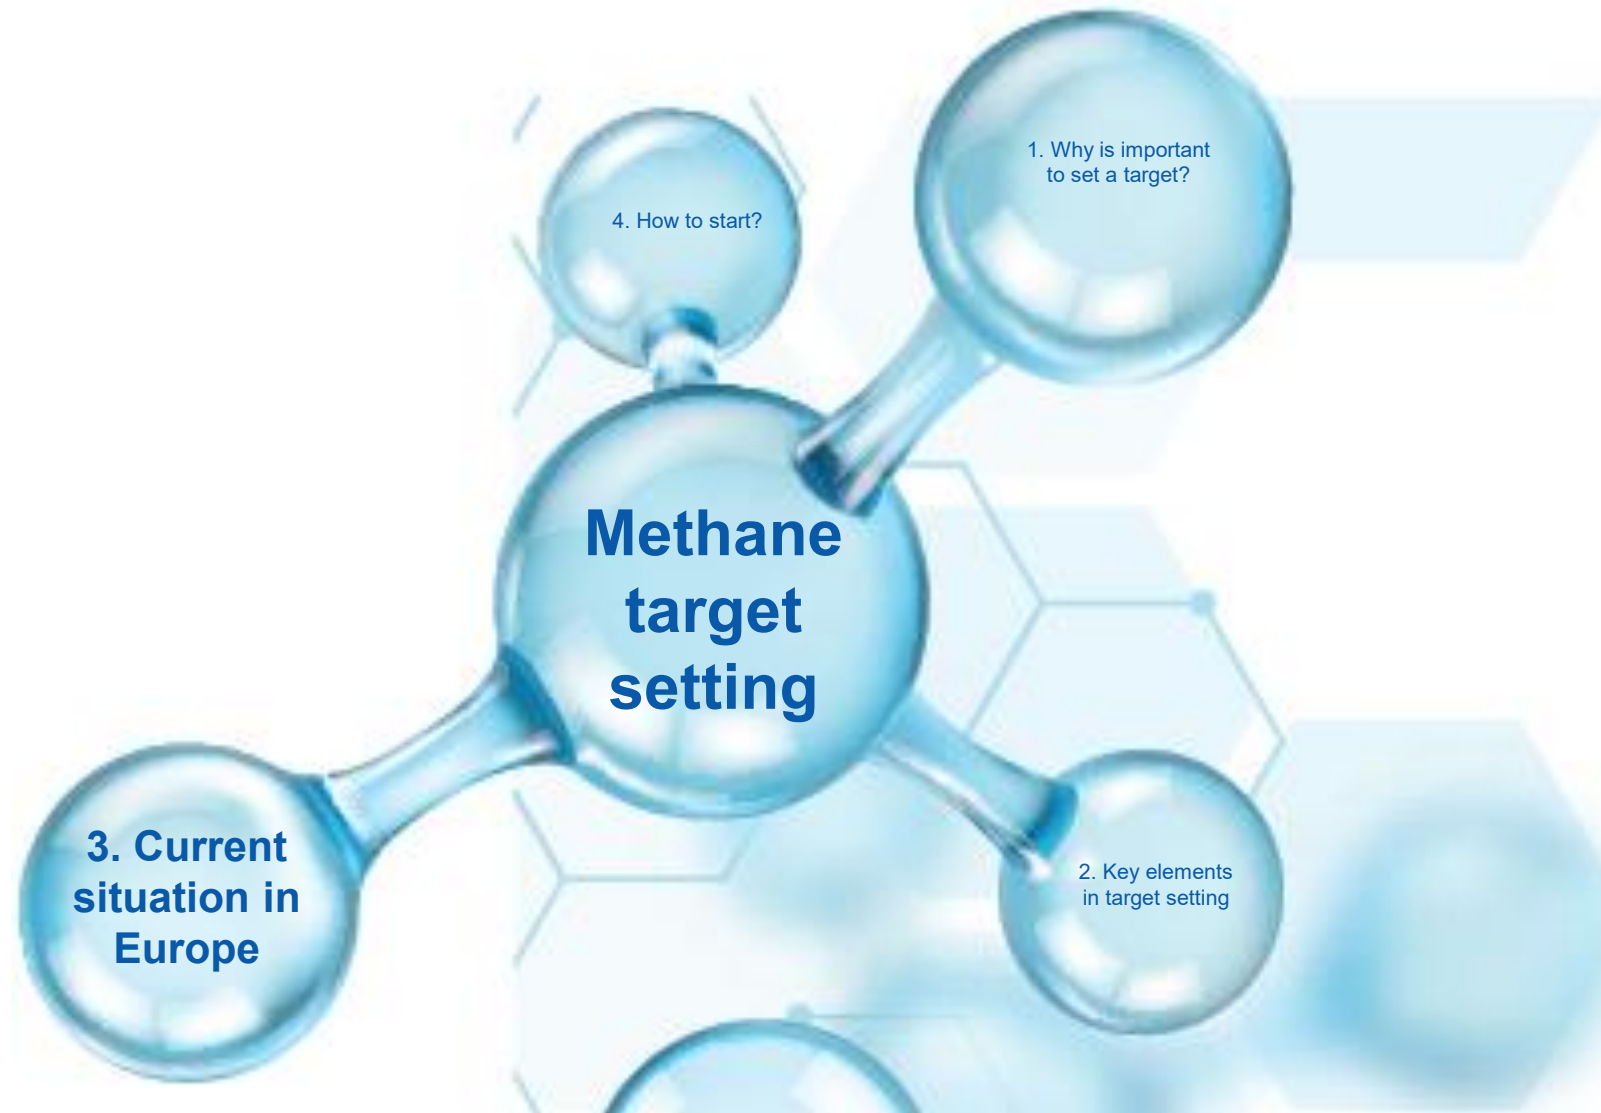 1. Why is important
to set a target?
4. How to start?
Methane
target
setting
3. Current
situation in
Europe
2. Key elements
in target setting